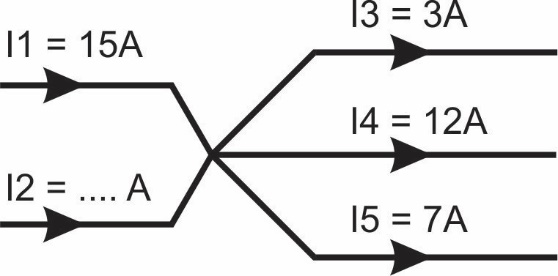 I1 = 15A
I2 = .... A
I3 = 3A
I4 = 12A
I5 = 7A